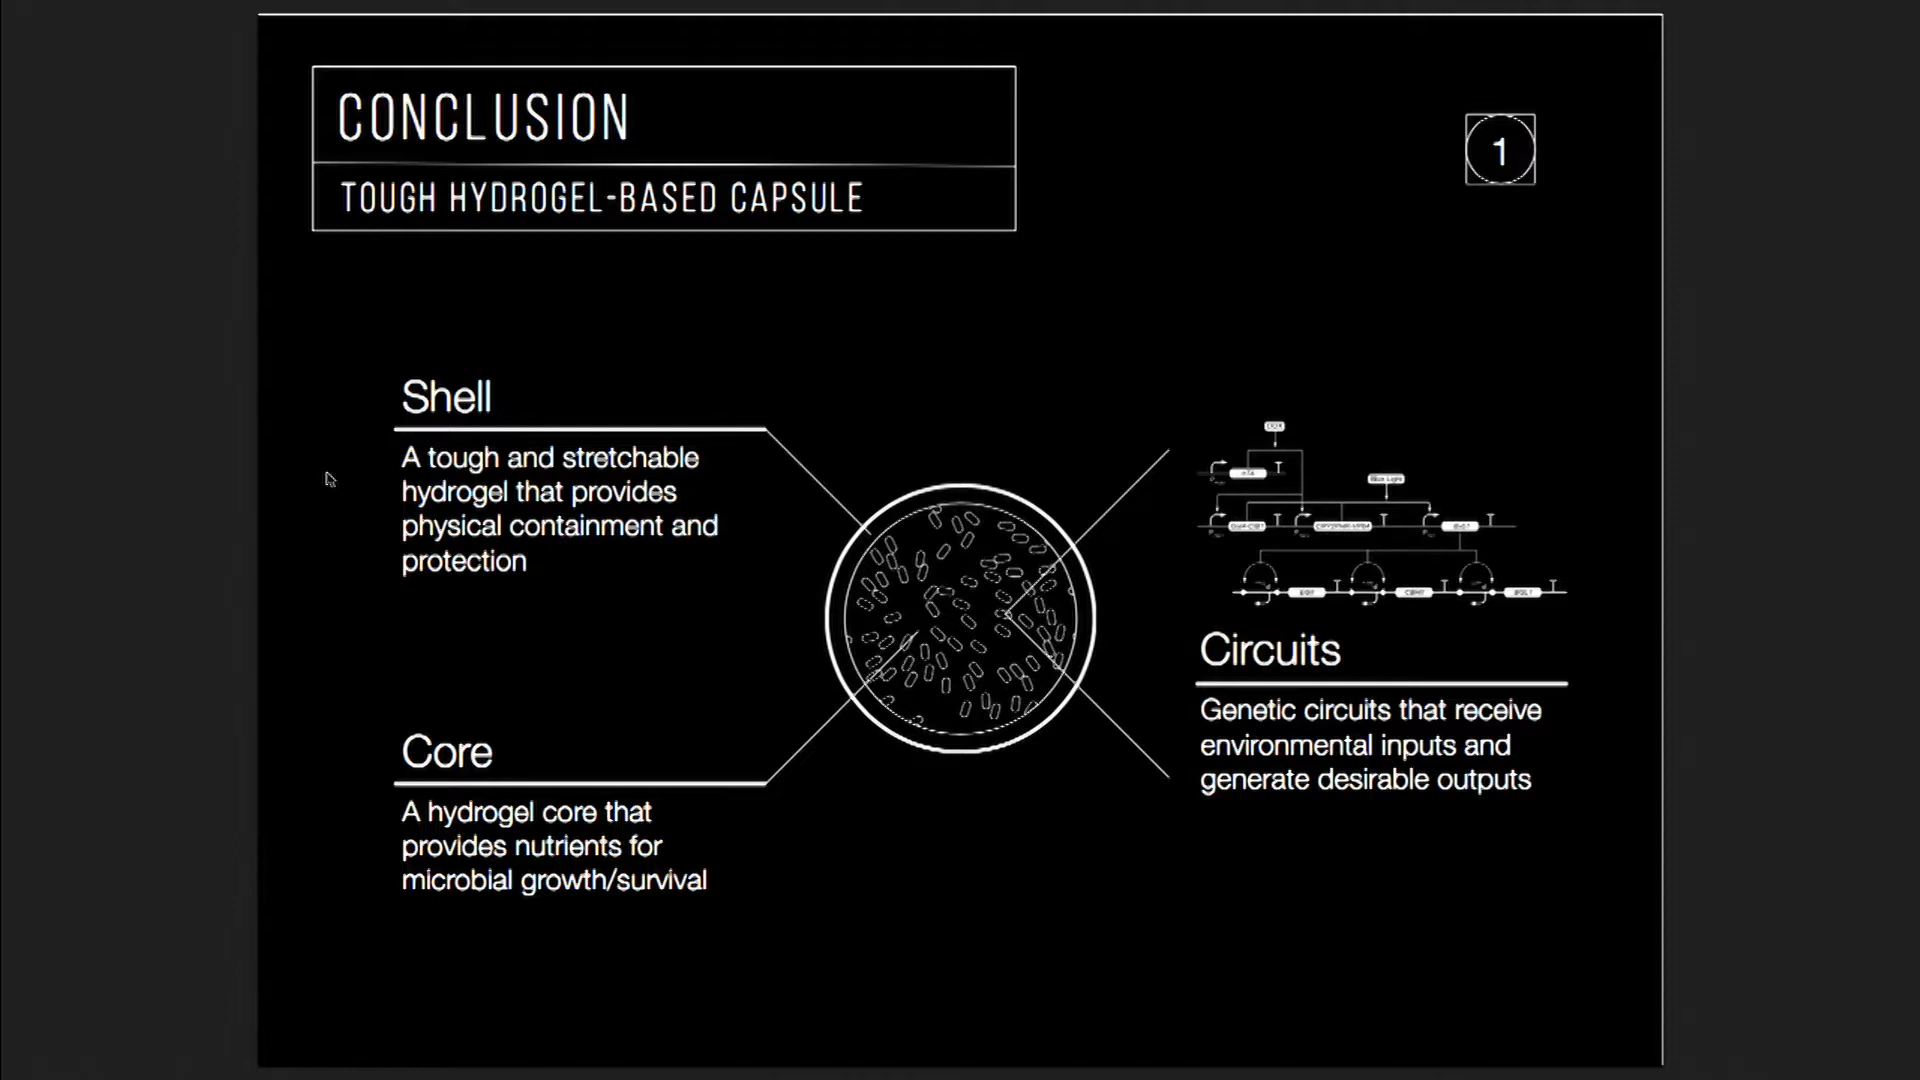 CONCLUSION
TOUGH HYDROGEL-BASED CAPSULE
1
Shell
A tough and stretchable
hydrogel that provides
physical containment and
protection
Core
A hydrogel core that
provides nutrients for
microbial growth/survival
Blue Light
Circuits
Genetic circuits that receive
environmental inputs and
generate desirable outputs